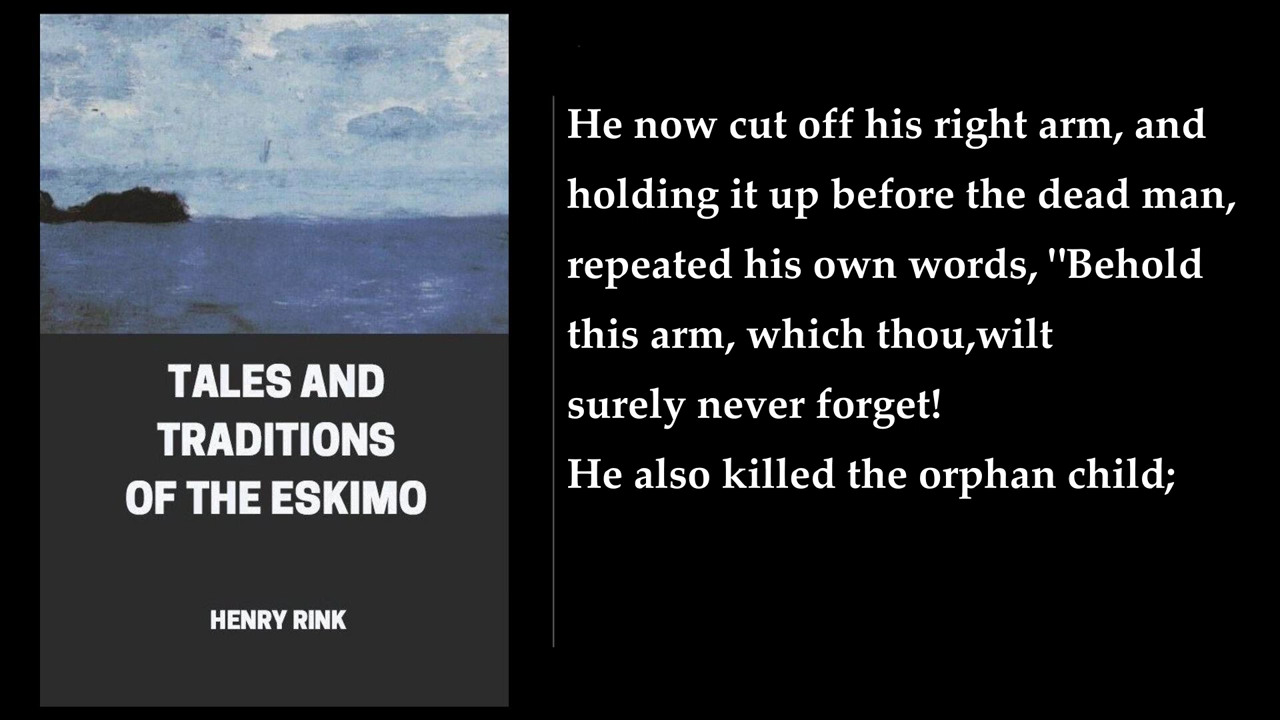 TALES AND
TRADITIONS
OF THE ESKIMO
HENRY RINK
He now cut off his right arm, and
holding it up before the dead man,
repeated his own words, "Behold
this arm, which thou,wilt
surely never forget!
He also killed the orphan child;